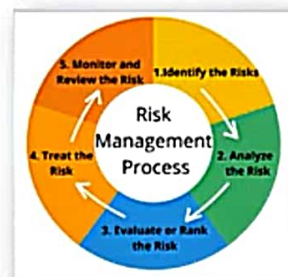 Risk
Management
Process
1.Identify the Risks
2. Analyze
the Risk
3. Evaluate or Rank
the Risk
4. Treat the
Risk
5. Monitor and
Review the Risk